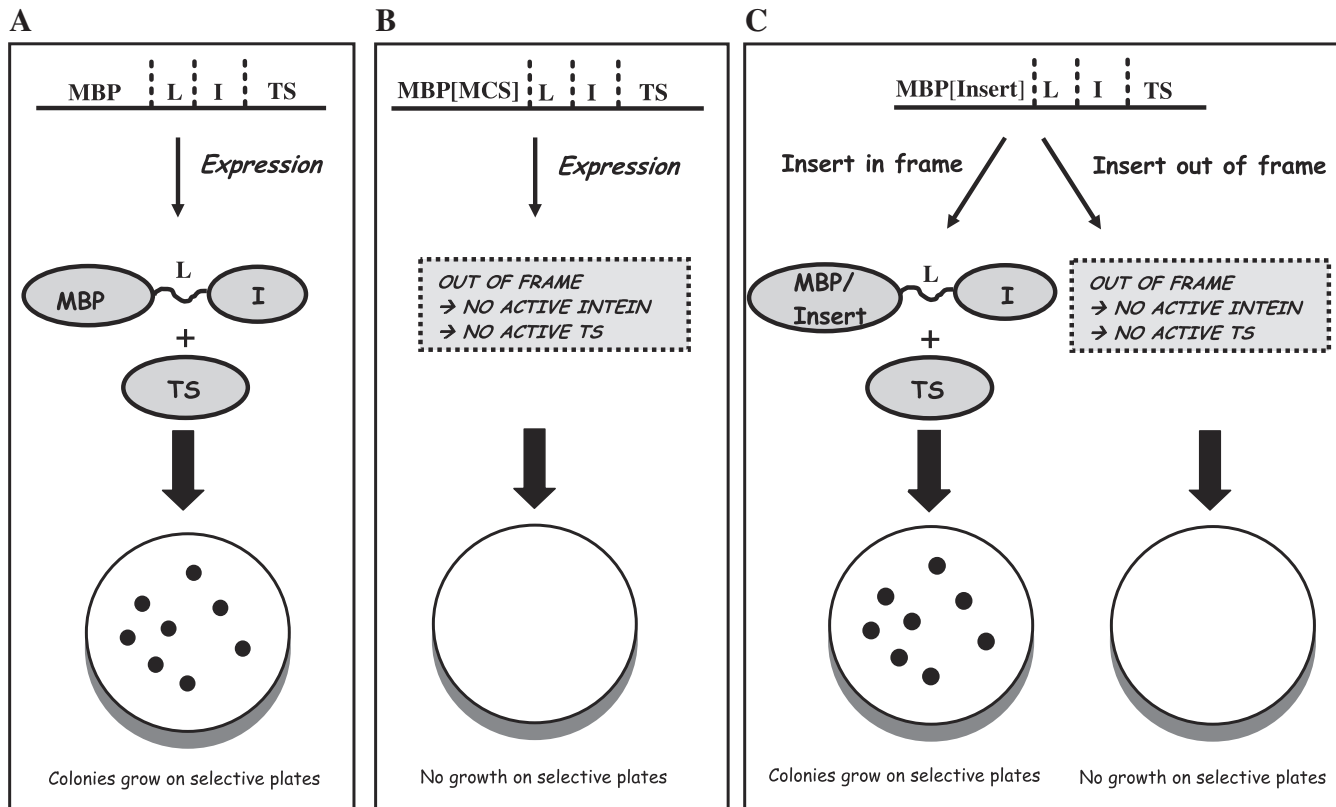 A
MBP L I TS
Expression
L
MBP I
+
TS
Colonies grow on selective plates
B
MBP[MCS] L I TS
Expression
OUT OF FRAME
→ NO ACTIVE INTEIN
→ NO ACTIVE TS
No growth on selective plates
C
MBP[Insert] L I TS
Insert in frame
Insert out of frame
L
MBP/
Insert
I
+
TS
OUT OF FRAME
→ NO ACTIVE INTEIN
→ NO ACTIVE TS
Colonies grow on selective plates
No growth on selective plates